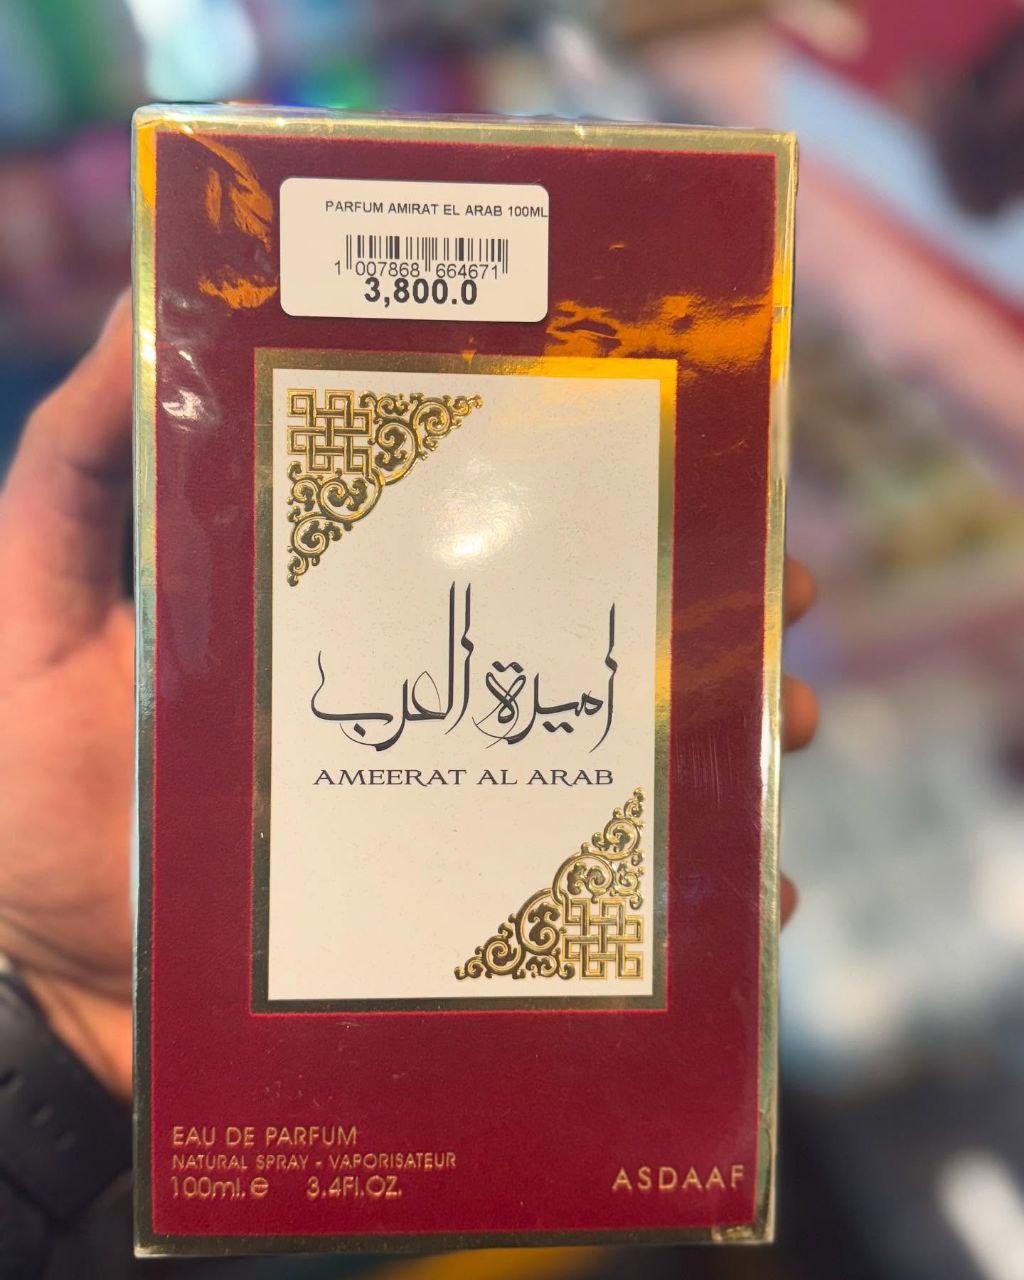 PARFUM AMIRAT EL ARAB 100ML
1 007868 664671
3,800.0
اميرة العرب
AMEERAT AL ARAB
EAU DE PARFUM
NATURAL SPRAY - VAPORISATEUR
100ml. e 3.4Fl.OZ.
ASDAAF